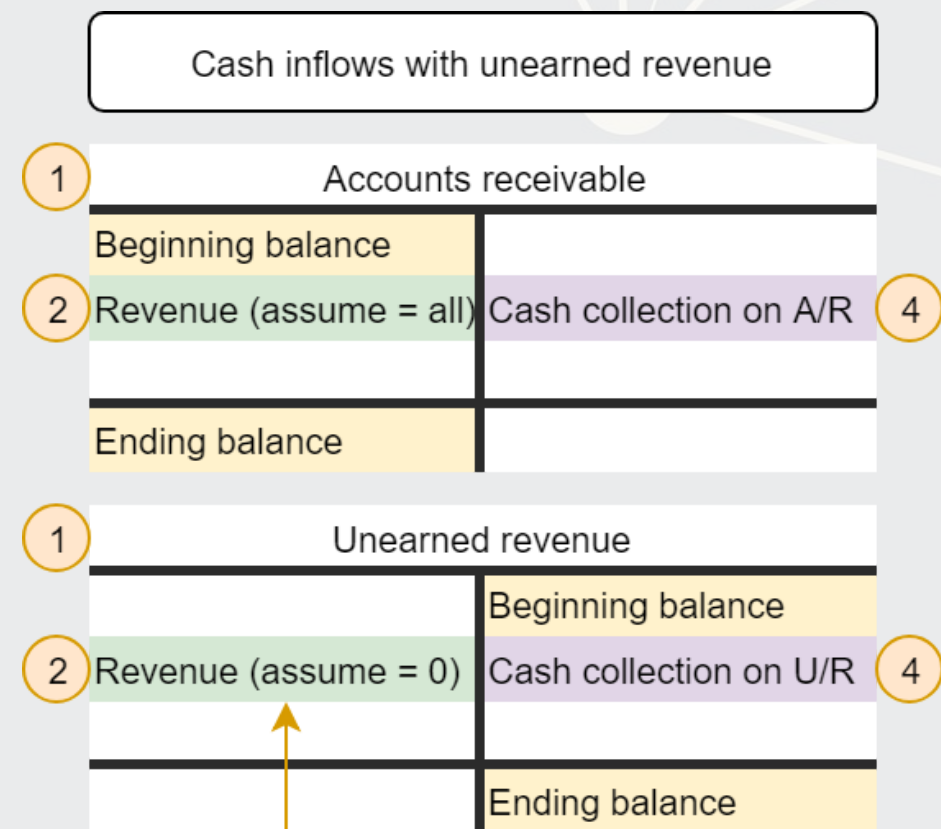 Cash inflows with unearned revenue
1
Accounts receivable
Beginning balance
2
Revenue (assume = all)
Cash collection on A/R
4
Ending balance
1
Unearned revenue
Beginning balance
2
Revenue (assume = 0)
Cash collection on U/R
4
Ending balance